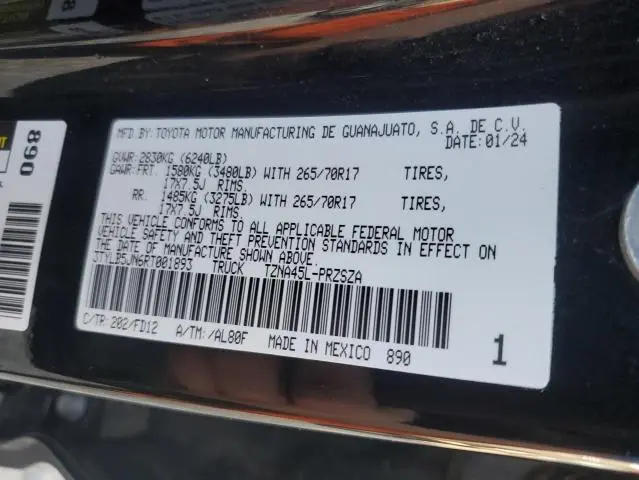 MFD.BY:TOYOTA MOTOR MANUFACTURING DE GUANAJUATO, S.A. DE C.V.
DATE:01/24
GVWR:2830KG (6240LB)
GAWR:FRT. 1580KG (3480LB) WITH 265/70R17 TIRES,
17X7.5J RIMS,
RR. 1485KG (3275LB) WITH 265/70R17 TIRES,
17X7.5J RIMS.
THIS VEHICLE CONFORMS TO ALL APPLICABLE FEDERAL MOTOR
VEHICLE SAFETY AND THEFT PREVENTION STANDARDS IN EFFECT ON
THE DATE OF MANUFACTURE SHOWN ABOVE.
3TYLB5JN6RT001893 TRUCK TZNA45L-PRZSZA
C/TR:202/FD12 A/TM:/AL80F MADE IN MEXICO 890
1
890